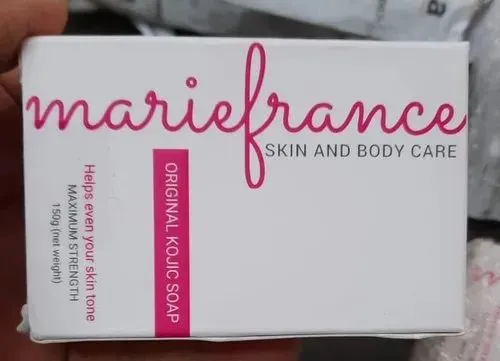 mariefrance
SKIN AND BODY CARE
ORIGINAL KOJIC SOAP
Helps even your skin tone
MAXIMUM STRENGTH
150g (net weight)